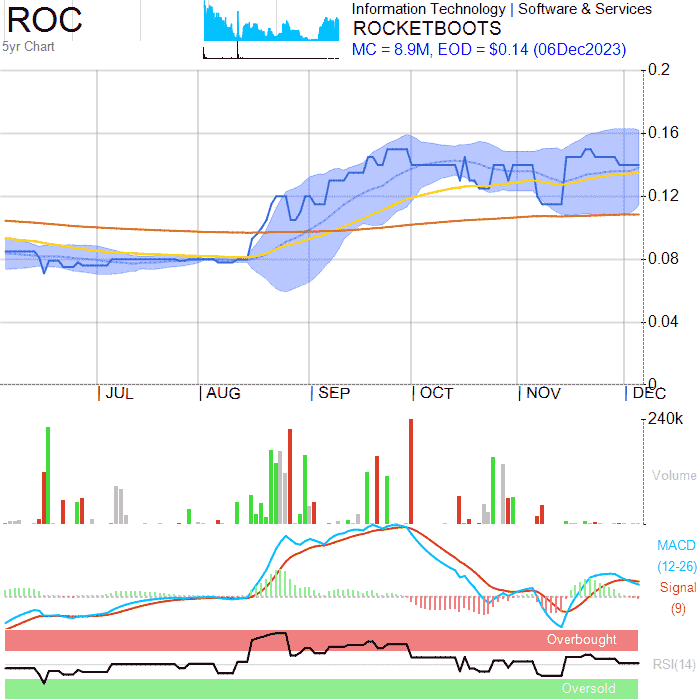 ROC
5yr Chart
Information Technology | Software & Services
ROCKETBOOTS
MC = 8.9M, EOD = $0.14 (06Dec2023)
0.2
0.16
0.12
0.08
0.04
0
JUL AUG SEP OCT NOV DEC
240k
Volume
MACD
(12-26)
Signal
(9)
Overbought
RSI(14)
Oversold